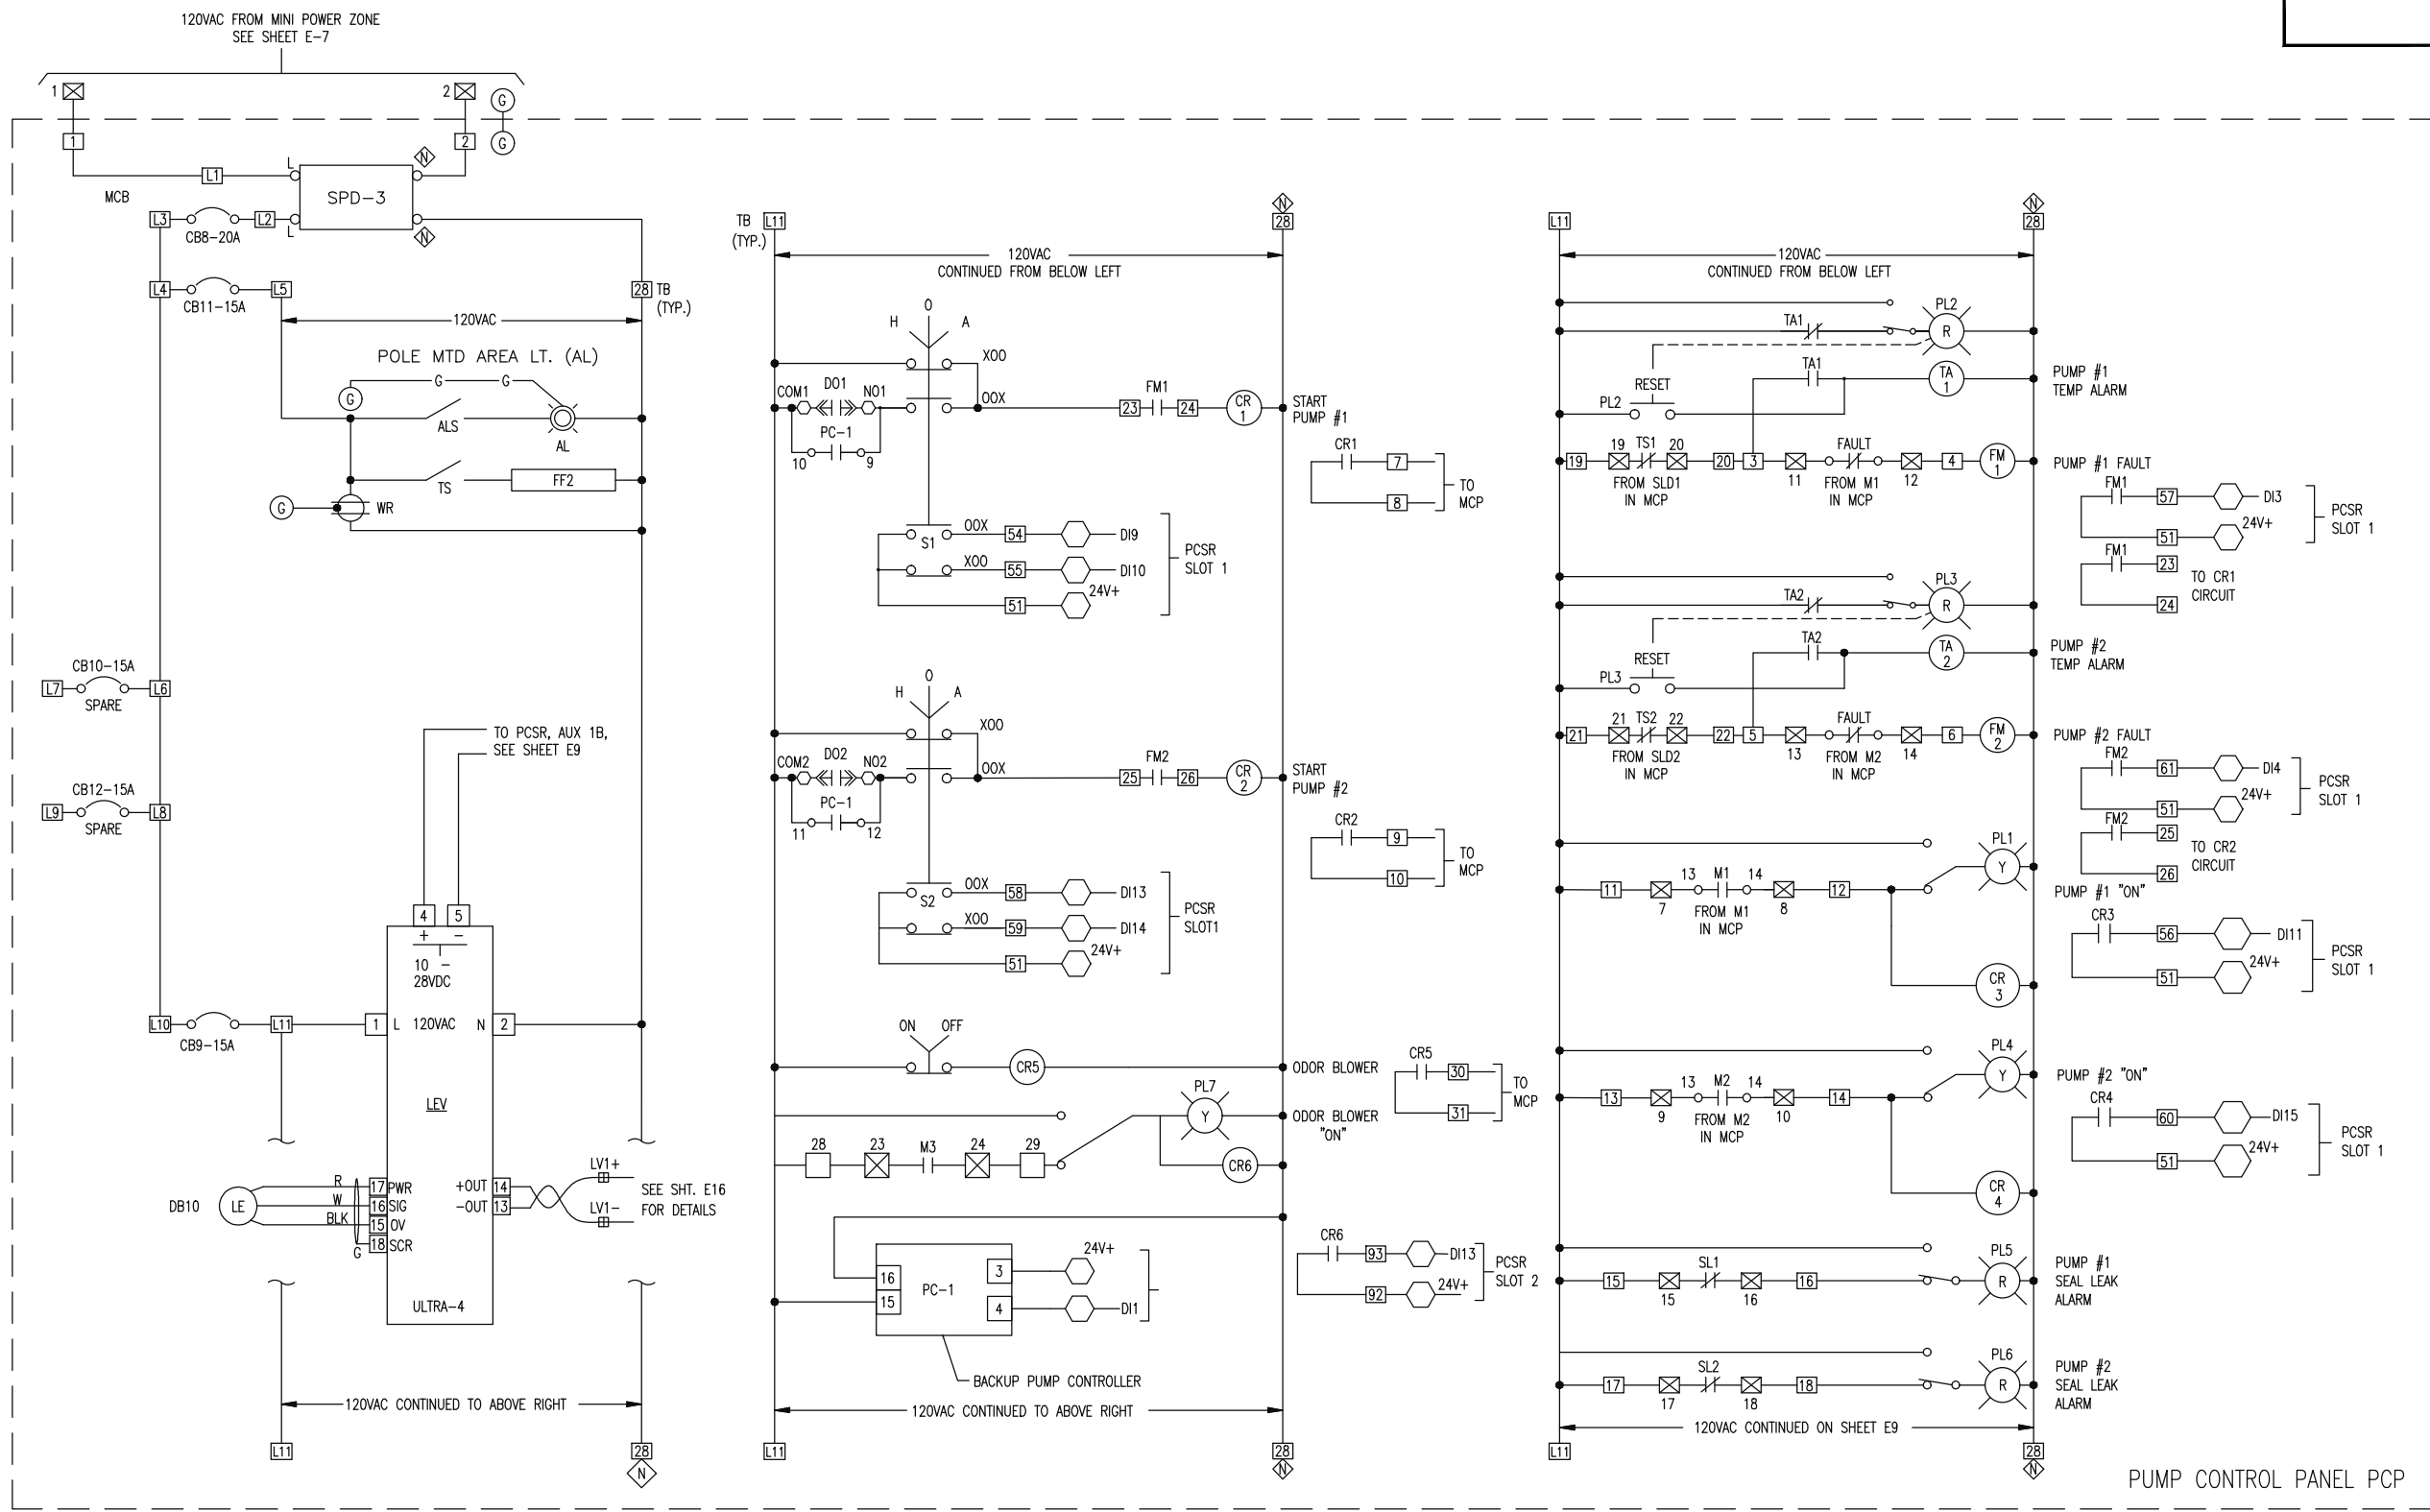 120VAC FROM MINI POWER ZONE
SEE SHEET E-7
1
2
G
1
2
G
L
N
L1
SPD-3
MCB
L3
L2
L
N
CB8-20A
L4
L5
28 TB
(TYP.)
CB11-15A
120VAC
POLE MTD AREA LT. (AL)
G
G
G
ALS
AL
TS
FF2
G
WR
CB10-15A
L7
L6
SPARE
TO PCSR, AUX 1B,
SEE SHEET E9
CB12-15A
L9
L8
SPARE
4
5
+
-
10 -
28VDC
L10
L11
1
L 120VAC N
2
CB9-15A
LEV
DB10
LE
R
W
BLK
G
17 PWR
16 SIG
15 OV
18 SCR
+OUT 14
-OUT 13
LV1+
LV1-
SEE SHT. E16
FOR DETAILS
ULTRA-4
120VAC CONTINUED TO ABOVE RIGHT
L11
28
N
TB
(TYP.)
L11
N
28
120VAC
CONTINUED FROM BELOW LEFT
O
H
A
XOO
COM1
DO1
NO1
OOX
PC-1
10
9
23
FM1
24
CR
1
START
PUMP #1
CR1
7
8
TO
MCP
S1
OOX
54
DI9
XOO
55
DI10
51
24V+
PCSR
SLOT 1
O
H
A
XOO
COM2
DO2
NO2
OOX
PC-1
11
12
25
FM2
26
CR
2
START
PUMP #2
CR2
9
10
TO
MCP
S2
OOX
58
DI13
XOO
59
DI14
51
24V+
PCSR
SLOT1
ON
OFF
CR5
ODOR BLOWER
CR5
30
31
TO
MCP
PL7
Y
ODOR BLOWER
"ON"
28
23
M3
24
29
CR6
16
15
PC-1
3
4
24V+
DI1
BACKUP PUMP CONTROLLER
CR6
93
DI13
92
24V+
PCSR
SLOT 2
120VAC CONTINUED TO ABOVE RIGHT
L11
28
N
L11
N
28
120VAC
CONTINUED FROM BELOW LEFT
PL2
TA1
R
TA1
TA
1
PUMP #1
TEMP ALARM
RESET
PL2
19
19 TS1 20
20
3
FAULT
4
FM
1
PUMP #1 FAULT
FROM SLD1
IN MCP
11
FROM M1
IN MCP
12
FM1
57
DI3
51
24V+
PCSR
SLOT 1
FM1
23
24
TO CR1
CIRCUIT
PL3
TA2
R
TA2
TA
2
PUMP #2
TEMP ALARM
RESET
PL3
21
21 TS2 22
22
5
FAULT
6
FM
2
PUMP #2 FAULT
FROM SLD2
IN MCP
13
FROM M2
IN MCP
14
FM2
61
DI4
51
24V+
PCSR
SLOT 1
FM2
25
26
TO CR2
CIRCUIT
PL1
Y
11
7
13 M1 14
8
12
FROM M1
IN MCP
PUMP #1 "ON"
CR
3
CR3
56
DI11
51
24V+
PCSR
SLOT 1
PL4
Y
13
9
13 M2 14
10
14
FROM M2
IN MCP
PUMP #2 "ON"
CR
4
CR4
60
DI15
51
24V+
PCSR
SLOT 1
PL5
15
SL1
16
R
15
16
PUMP #1
SEAL LEAK
ALARM
PL6
17
SL2
18
R
17
18
PUMP #2
SEAL LEAK
ALARM
120VAC CONTINUED ON SHEET E9
L11
28
N
PUMP CONTROL PANEL PCP